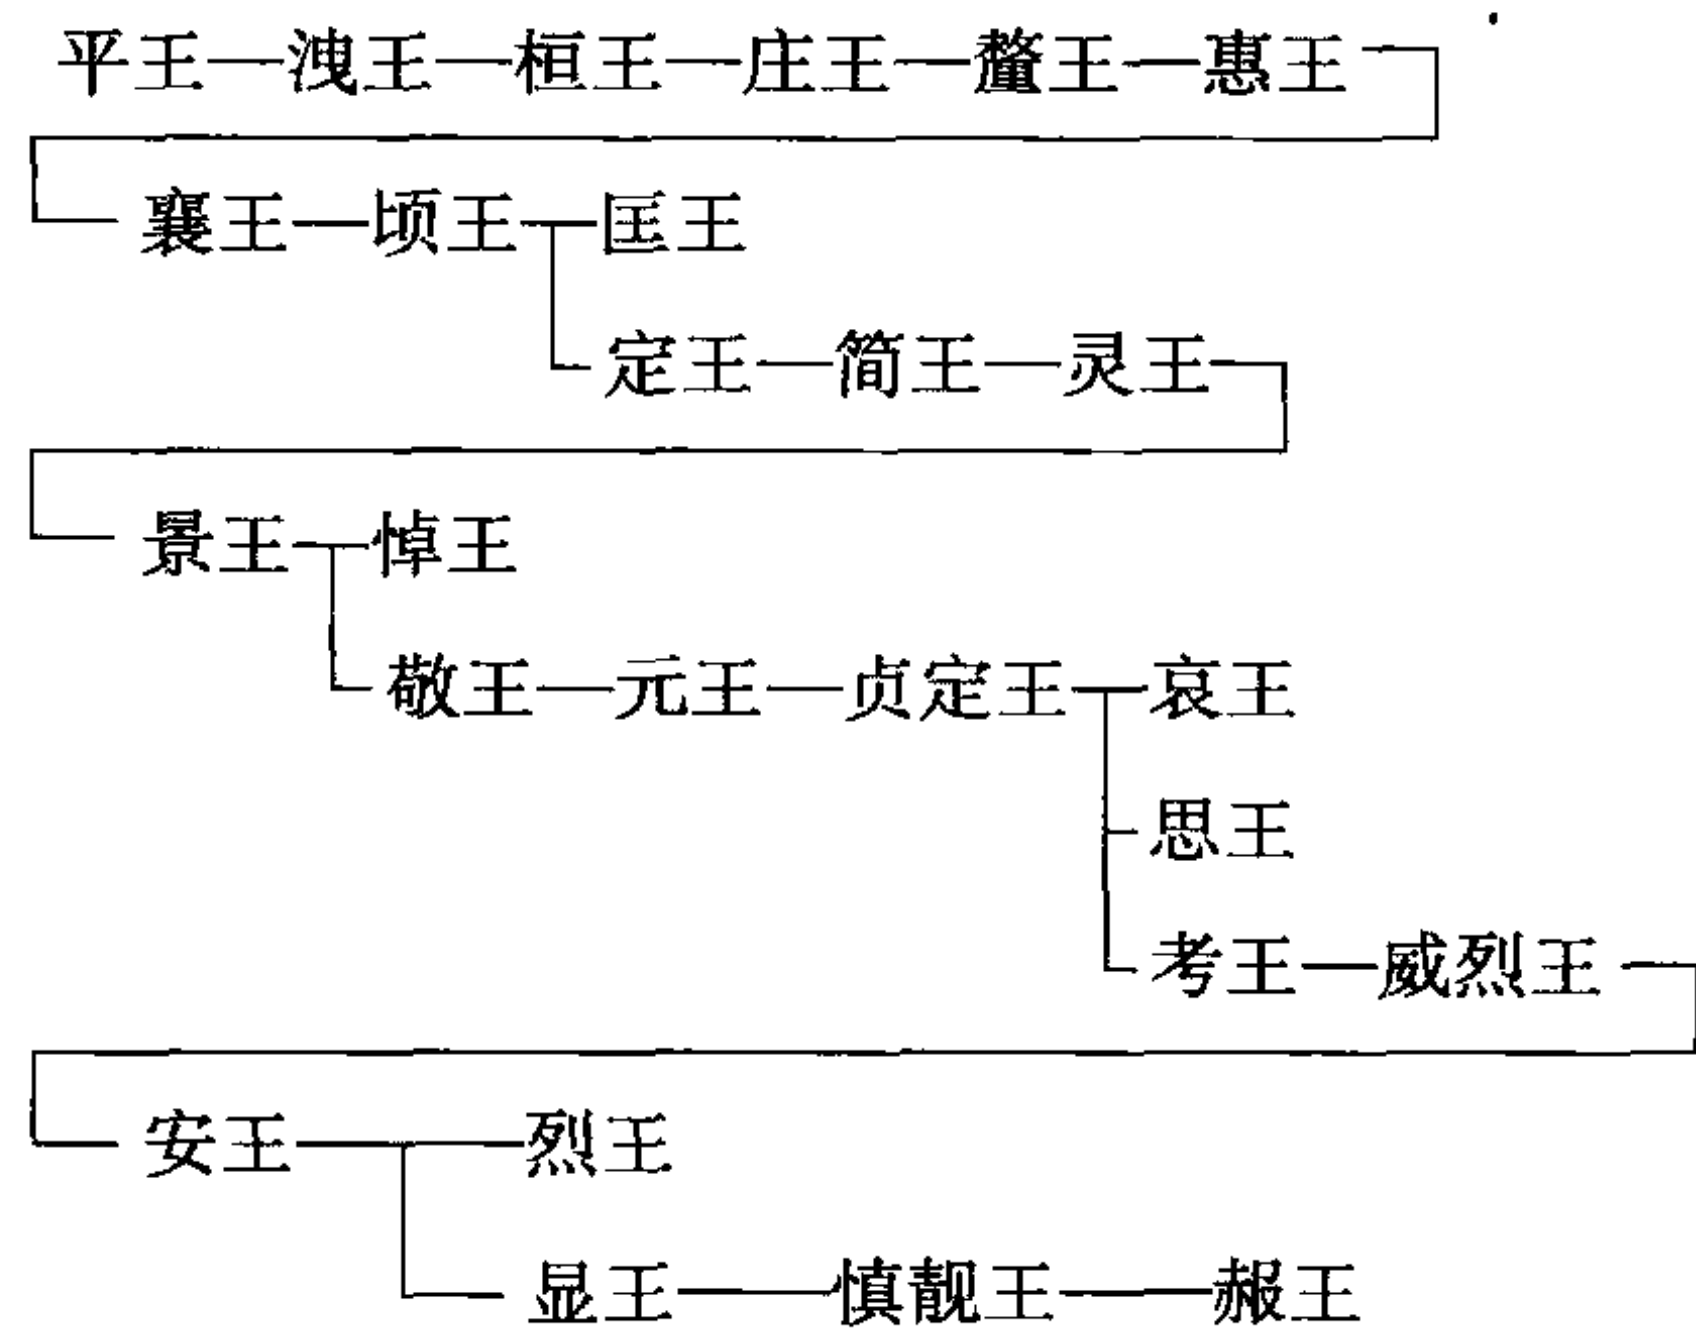 平王—洩王—桓王—庄王—釐王—惠王
襄王—顷王—匡王
定王—简王—灵王
景王—悼王
敬王—元王—贞定王—哀王
思王
考王—威烈王
安王—烈王
显王—慎靓王—赧王